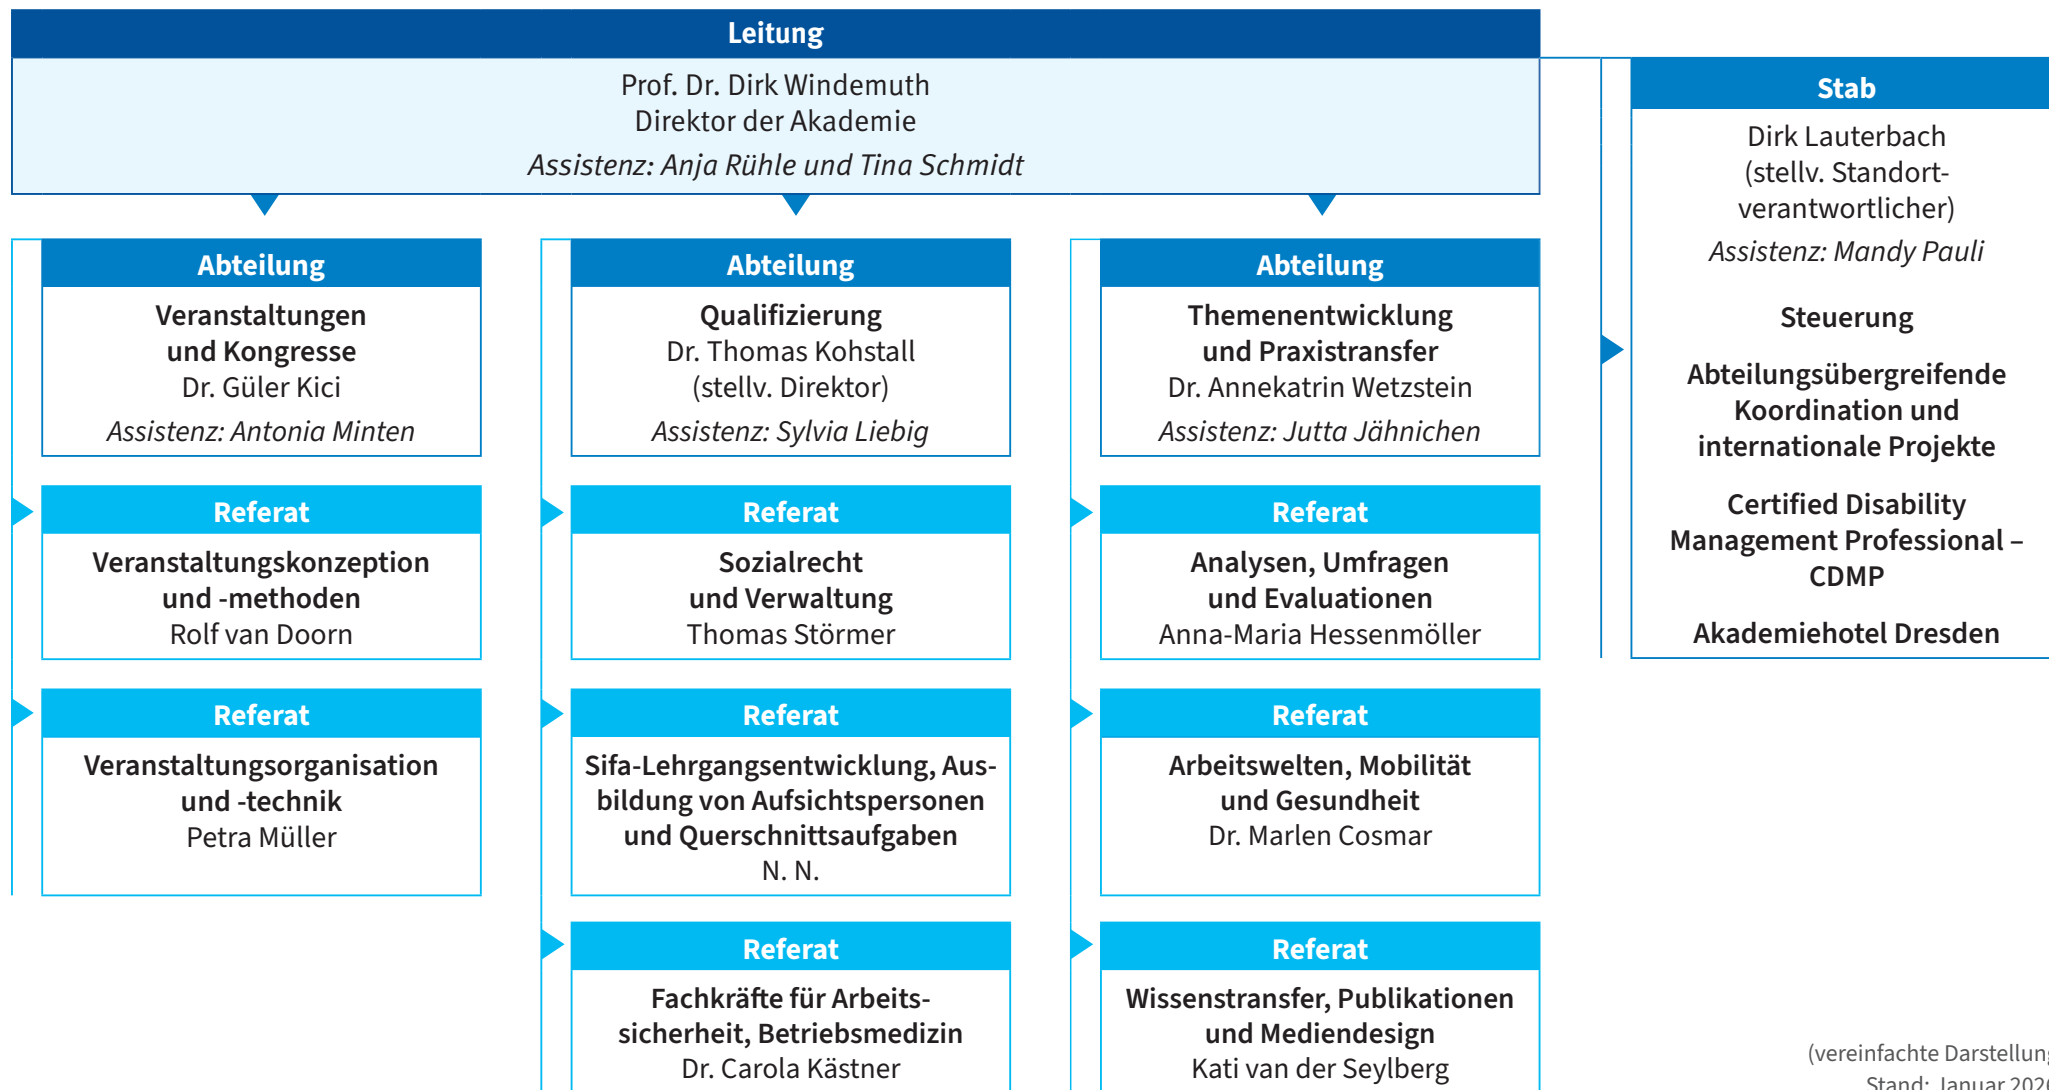 Leitung
Prof. Dr. Dirk Windemuth
Direktor der Akademie
Assistenz: Anja Rühle und Tina Schmidt
Stab
Dirk Lauterbach
(stellv. Standort-
verantwortlicher)
Assistenz: Mandy Pauli
Steuerung
Abteilungsübergreifende
Koordination und
internationale Projekte
Certified Disability
Management Professional –
CDMP
Akademiehotel Dresden
Abteilung
Veranstaltungen
und Kongresse
Dr. Güler Kici
Assistenz: Antonia Minten
Referat
Veranstaltungskonzeption
und -methoden
Rolf van Doorn
Referat
Veranstaltungsorganisation
und -technik
Petra Müller
Abteilung
Qualifizierung
Dr. Thomas Kohstall
(stellv. Direktor)
Assistenz: Sylvia Liebig
Referat
Sozialrecht
und Verwaltung
Thomas Störmer
Referat
Sifa-Lehrgangsentwicklung, Aus-
bildung von Aufsichtspersonen
und Querschnittsaufgaben
N. N.
Referat
Fachkräfte für Arbeits-
sicherheit, Betriebsmedizin
Dr. Carola Kästner
Abteilung
Themenentwicklung
und Praxistransfer
Dr. Annekatrin Wetzstein
Assistenz: Jutta Jähnichen
Referat
Analysen, Umfragen
und Evaluationen
Anna-Maria Hessenmöller
Referat
Arbeitswelten, Mobilität
und Gesundheit
Dr. Marlen Cosmar
Referat
Wissenstransfer, Publikationen
und Mediendesign
Kati van der Seylberg
(vereinfachte Darstellung
Stand: Januar 2020